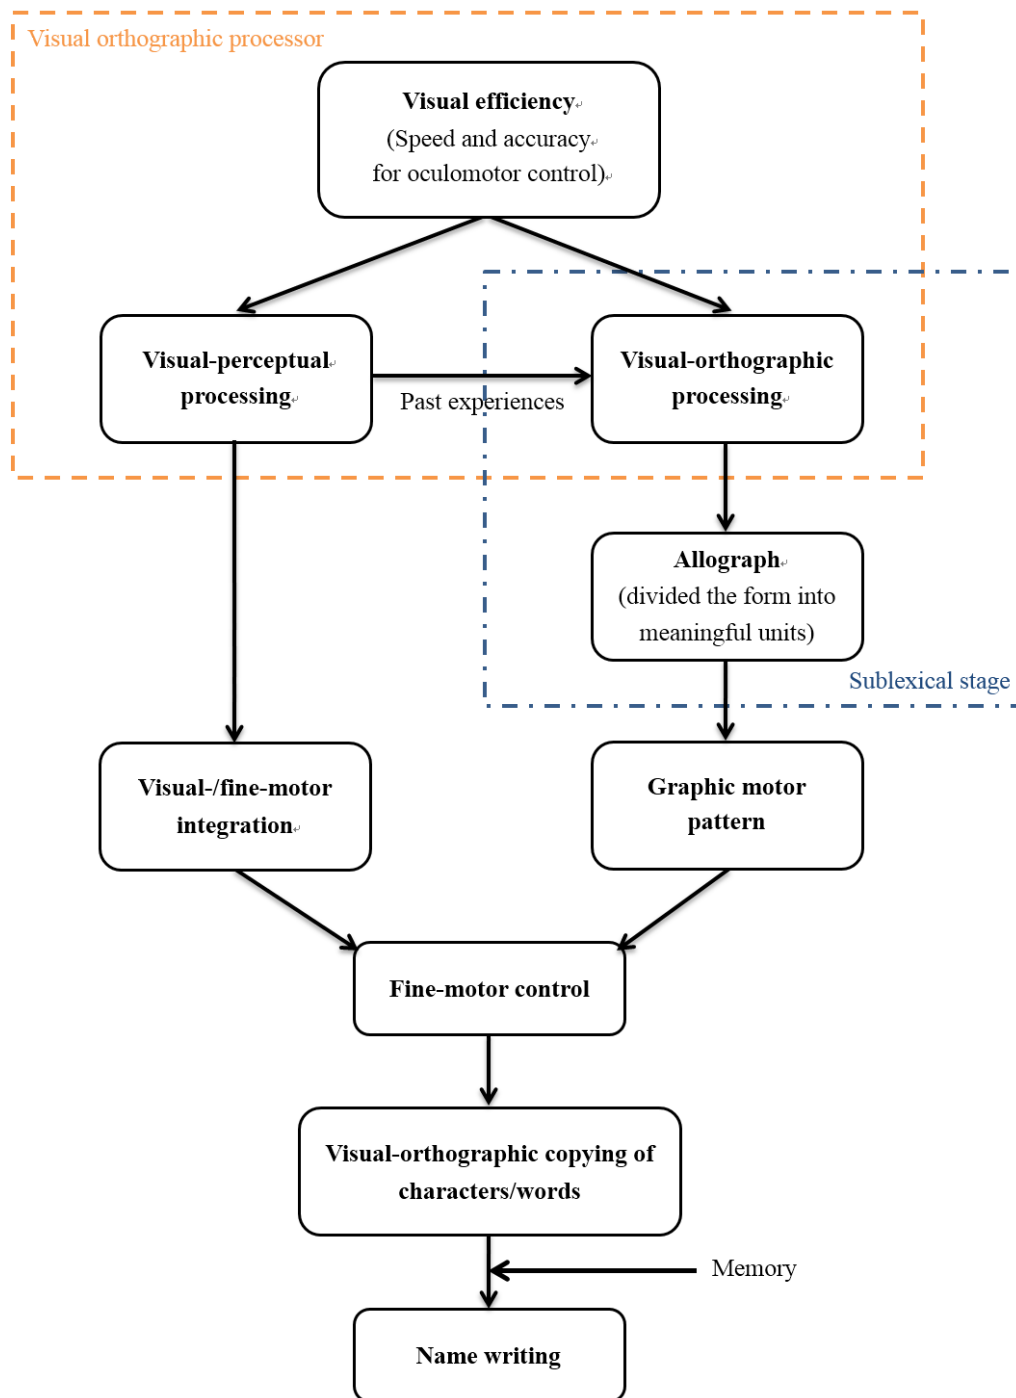 Visual orthographic processor
Visual efficiency
(Speed and accuracy
for oculomotor control)
Visual-perceptual
processing
Past experiences
Visual-orthographic
processing
Allograph
(divided the form into
meaningful units)
Sublexical stage
Visual-/fine-motor
integration
Graphic motor
pattern
Fine-motor control
Visual-orthographic copying of
characters/words
Memory
Name writing